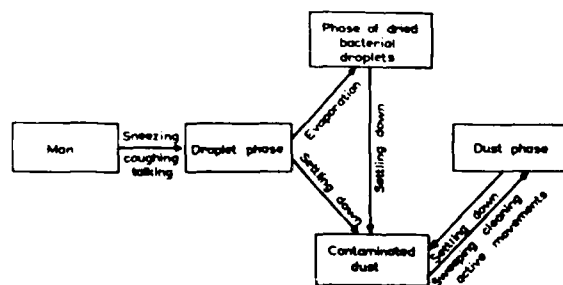 Phase of dried
bacterial
droplets
Man
Sneezing
coughing
talking
Droplet phase
Evaporation
Settling down
Settling down
Dust phase
Settling down
Sweeping cleaning
active movements
Contaminated
dust